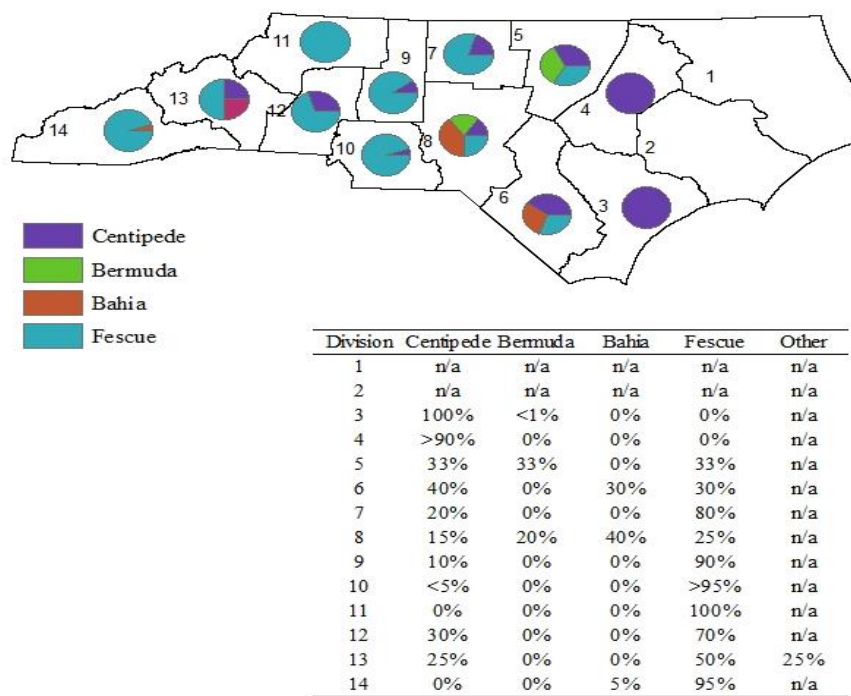 11
9
7
5
1
13
12
4
14
10
8
2
6
3
Centipede
Bermuda
Bahia
Fescue
Division Centipede Bermuda Bahia Fescue Other
1 n/a n/a n/a n/a n/a
2 n/a n/a n/a n/a n/a
3 100% <1% 0% 0% n/a
4 >90% 0% 0% 0% n/a
5 33% 33% 0% 33% n/a
6 40% 0% 30% 30% n/a
7 20% 0% 0% 80% n/a
8 15% 20% 40% 25% n/a
9 10% 0% 0% 90% n/a
10 <5% 0% 0% >95% n/a
11 0% 0% 0% 100% n/a
12 30% 0% 0% 70% n/a
13 25% 0% 0% 50% 25%
14 0% 0% 5% 95% n/a